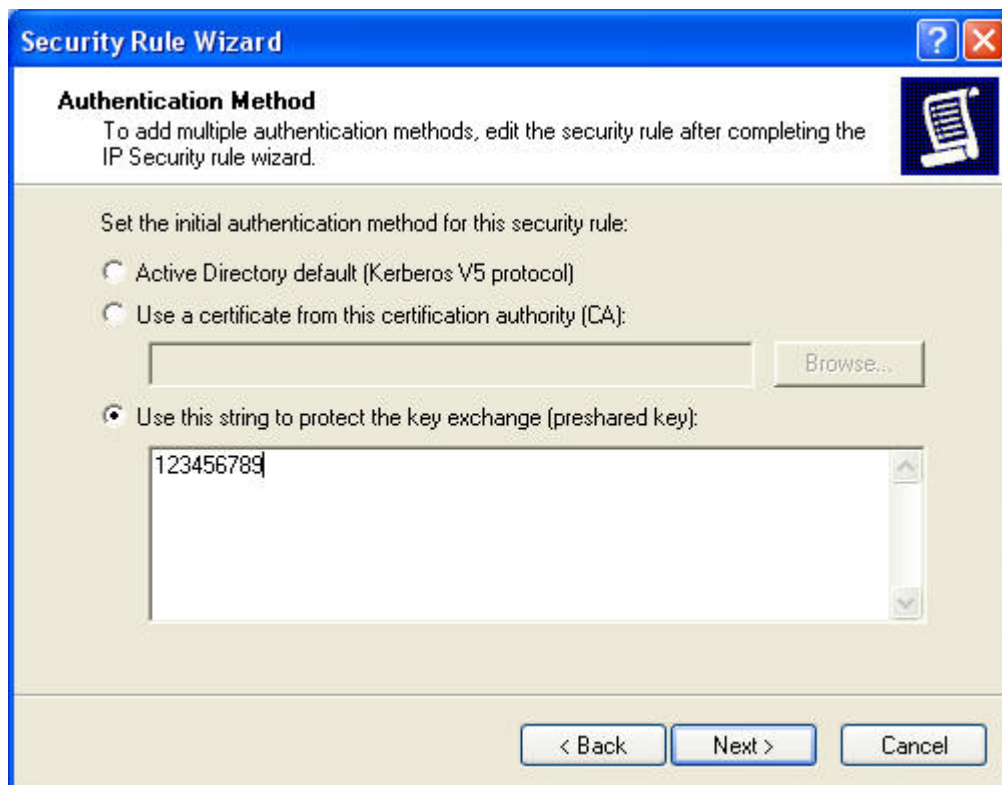 Security Rule Wizard
Authentication Method
To add multiple authentication methods, edit the security rule after completing the
IP Security rule wizard.
Set the initial authentication method for this security rule:
Active Directory default (Kerberos V5 protocol)
Use a certificate from this certification authority (CA):
Browse...
Use this string to protect the key exchange (preshared key):
123456789
< Back
Next >
Cancel